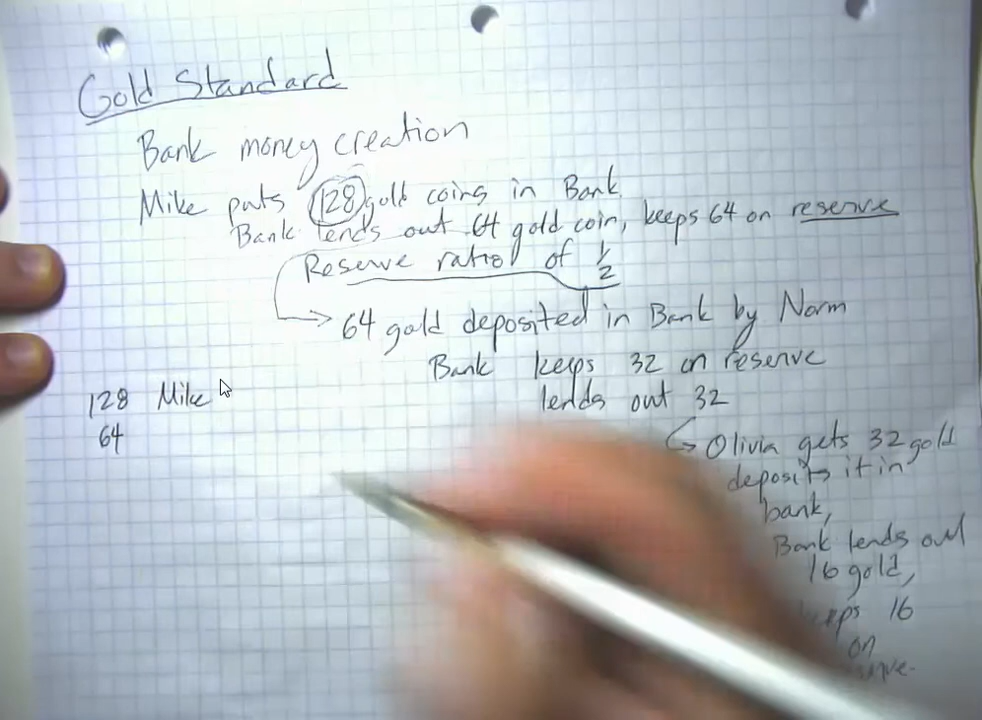 Gold Standard
Bank money creation
Mike puts 128 gold coins in Bank
Bank lends out 64 gold coin, keeps 64 on reserve
Reserve ratio of 1/2
64 gold deposited in Bank by Norm
Bank keeps 32 on reserve
lends out 32
Olivia gets 32 gold
deposits it in
bank,
Bank lends out
16 gold,
16
on
128 Mike
64